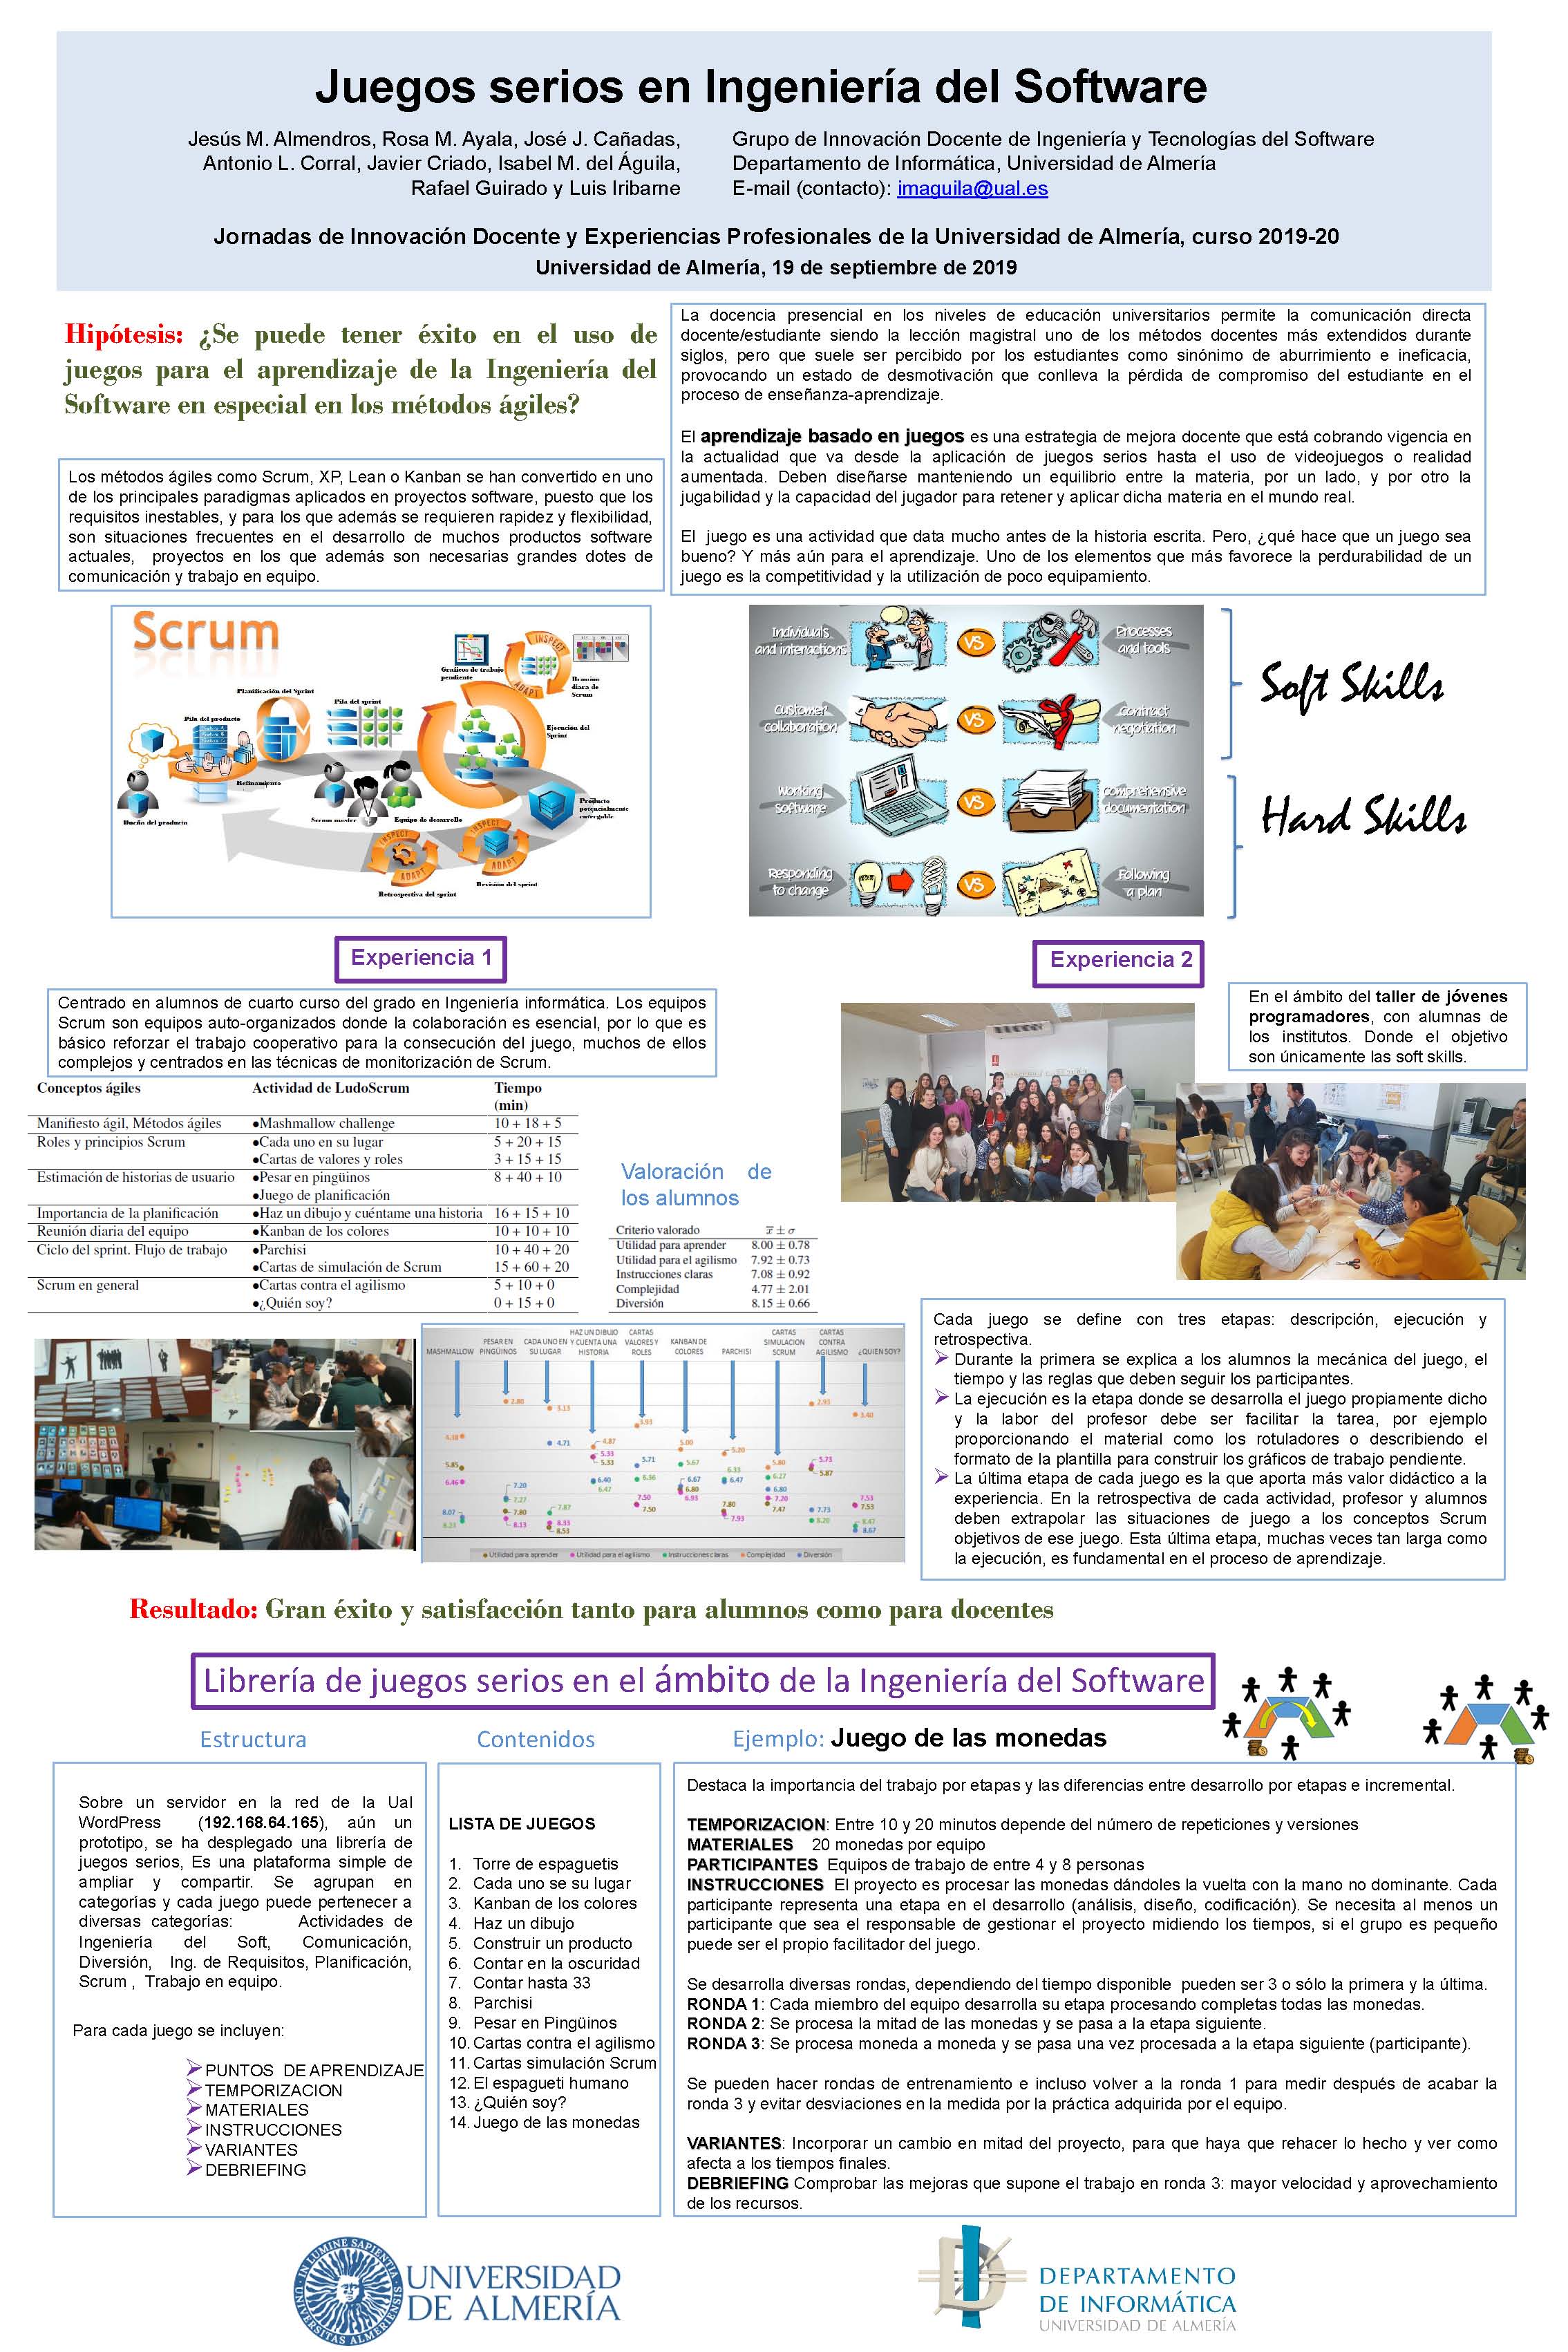 Juegos serios en Ingeniería del Software
Jesús M. Almendros, Rosa M. Ayala, José J. Cañadas,
Antonio L. Corral, Javier Criado, Isabel M. del Águila,
Rafael Guirado y Luis Iribarne
Grupo de Innovación Docente de Ingeniería y Tecnologías del Software
Departamento de Informática, Universidad de Almería
E-mail (contacto): imaguila@ual.es
Jornadas de Innovación Docente y Experiencias Profesionales de la Universidad de Almería, curso 2019-20
Universidad de Almería, 19 de septiembre de 2019
Hipótesis: ¿Se puede tener éxito en el uso de
juegos para el aprendizaje de la Ingeniería del
Software en especial en los métodos ágiles?
Los métodos ágiles como Scrum, XP, Lean o Kanban se han convertido en uno
de los principales paradigmas aplicados en proyectos software, puesto que los
requisitos inestables, y para los que además se requieren rapidez y flexibilidad,
son situaciones frecuentes en el desarrollo de muchos productos software
actuales, proyectos en los que además son necesarias grandes dotes de
comunicación y trabajo en equipo.
La docencia presencial en los niveles de educación universitarios permite la comunicación directa
docente/estudiante siendo la lección magistral uno de los métodos docentes más extendidos durante
siglos, pero que suele ser percibido por los estudiantes como sinónimo de aburrimiento e ineficacia,
provocando un estado de desmotivación que conlleva la pérdida de compromiso del estudiante en el
proceso de enseñanza-aprendizaje.
El aprendizaje basado en juegos es una estrategia de mejora docente que está cobrando vigencia en
la actualidad que va desde la aplicación de juegos serios hasta el uso de videojuegos o realidad
aumentada. Deben diseñarse manteniendo un equilibrio entre la materia, por un lado, y por otro la
jugabilidad y la capacidad del jugador para retener y aplicar dicha materia en el mundo real.
El juego es una actividad que data mucho antes de la historia escrita. Pero, ¿qué hace que un juego sea
bueno? Y más aún para el aprendizaje. Uno de los elementos que más favorece la perdurabilidad de un
juego es la competitividad y la utilización de poco equipamiento.
Scrum
Gráficos de trabajo
pendiente
INSPECT
ADAPT
Reunión
diara de
Scrum
Planificación del Sprint
Pila del sprint
Pila del producto
Ejecución del
Sprint
Refinamiento
Dueño del producto
Scrum master
Equipo de desarrollo
Producto
potencialmente
entregable
INSPECT
ADAPT
INSPECT
ADAPT
Revisión del sprint
Retrospectiva del sprint
Individuals
and interactions
VS
Processes
and tools
Customer
collaboration
VS
Contract
negotiation
Working
Software
VS
Comprehensive
documentation
Responding
to change
VS
Following
a plan
Soft Skills
Hard Skills
Experiencia 1
Centrado en alumnos de cuarto curso del grado en Ingeniería informática. Los equipos
Scrum son equipos auto-organizados donde la colaboración es esencial, por lo que es
básico reforzar el trabajo cooperativo para la consecución del juego, muchos de ellos
complejos y centrados en las técnicas de monitorización de Scrum.
Conceptos ágiles Actividad de LudoScrum Tiempo
(min)
Manifiesto ágil, Métodos ágiles •Mashmallow challenge 10 + 18 + 5
Roles y principios Scrum •Cada uno en su lugar 5 + 20 + 15
•Cartas de valores y roles 3 + 15 + 15
Estimación de historias de usuario •Pesar en pingüinos 8 + 40 + 10
•Juego de planificación
Importancia de la planificación •Haz un dibujo y cuéntame una historia 16 + 15 + 10
Reunión diaria del equipo •Kanban de los colores 10 + 10 + 10
Ciclo del sprint. Flujo de trabajo •Parchisi 10 + 40 + 20
•Cartas de simulación de Scrum 15 + 60 + 20
Scrum en general •Cartas contra el agilismo 5 + 10 + 0
•¿Quién soy? 0 + 15 + 0
Valoración de
los alumnos
Criterio valorado x̅ ± σ
Utilidad para aprender 8.00 ± 0.78
Utilidad para el agilismo 7.92 ± 0.73
Instrucciones claras 7.08 ± 0.92
Complejidad 4.77 ± 2.01
Diversión 8.15 ± 0.66
Experiencia 2
En el ámbito del taller de jóvenes
programadores, con alumnas de
los institutos. Donde el objetivo
son únicamente las soft skills.
MASHMALLOW
PESAR EN
PINGÜINOS
CADA UNO EN
SU LUGAR
HAZ UN DIBUJO
Y CUENTA UNA
HISTORIA
CARTAS
VALORES Y
ROLES
KANBAN DE
COLORES
PARCHISI
CARTAS
SIMULACION
SCRUM
CARTAS
CONTRA
AGILISMO
¿QUIEN SOY?
4.38
5.85
6.46
8.07
8.23
2.80
7.20
7.27
7.80
8.13
3.13
4.71
7.87
8.33
8.53
4.87
5.33
5.33
6.40
6.47
3.93
5.71
6.36
7.50
7.50
5.00
5.67
6.67
6.80
6.93
5.20
6.33
6.47
7.80
7.93
5.80
6.27
6.80
7.20
7.47
2.93
5.73
5.87
7.73
8.20
3.40
7.53
7.53
8.47
8.67
Utilidad para aprender Utilidad para el agilismo Instrucciones claras Complejidad Diversión
Cada juego se define con tres etapas: descripción, ejecución y
retrospectiva.
➢ Durante la primera se explica a los alumnos la mecánica del juego, el
tiempo y las reglas que deben seguir los participantes.
➢ La ejecución es la etapa donde se desarrolla el juego propiamente dicho
y la labor del profesor debe ser facilitar la tarea, por ejemplo
proporcionando el material como los rotuladores o describiendo el
formato de la plantilla para construir los gráficos de trabajo pendiente.
➢ La última etapa de cada juego es la que aporta más valor didáctico a la
experiencia. En la retrospectiva de cada actividad, profesor y alumnos
deben extrapolar las situaciones de juego a los conceptos Scrum
objetivos de ese juego. Esta última etapa, muchas veces tan larga como
la ejecución, es fundamental en el proceso de aprendizaje.
Resultado: Gran éxito y satisfacción tanto para alumnos como para docentes
Librería de juegos serios en el ámbito de la Ingeniería del Software
Estructura
Sobre un servidor en la red de la Ual
WordPress (192.168.64.165), aún un
prototipo, se ha desplegado una librería de
juegos serios, Es una plataforma simple de
ampliar y compartir. Se agrupan en
categorías y cada juego puede pertenecer a
diversas categorías: Actividades de
Ingeniería del Soft, Comunicación,
Diversión, Ing. de Requisitos, Planificación,
Scrum , Trabajo en equipo.
Para cada juego se incluyen:
➢PUNTOS DE APRENDIZAJE
➢TEMPORIZACION
➢MATERIALES
➢INSTRUCCIONES
➢VARIANTES
➢DEBRIEFING
Contenidos
LISTA DE JUEGOS
1. Torre de espaguetis
2. Cada uno se su lugar
3. Kanban de los colores
4. Haz un dibujo
5. Construir un producto
6. Contar en la oscuridad
7. Contar hasta 33
8. Parchisi
9. Pesar en Pingüinos
10. Cartas contra el agilismo
11. Cartas simulación Scrum
12. El espagueti humano
13. ¿Quién soy?
14. Juego de las monedas
Ejemplo: Juego de las monedas
Destaca la importancia del trabajo por etapas y las diferencias entre desarrollo por etapas e incremental.
TEMPORIZACION: Entre 10 y 20 minutos depende del número de repeticiones y versiones
MATERIALES 20 monedas por equipo
PARTICIPANTES Equipos de trabajo de entre 4 y 8 personas
INSTRUCCIONES El proyecto es procesar las monedas dándoles la vuelta con la mano no dominante. Cada
participante representa una etapa en el desarrollo (análisis, diseño, codificación). Se necesita al menos un
participante que sea el responsable de gestionar el proyecto midiendo los tiempos, si el grupo es pequeño
puede ser el propio facilitador del juego.
Se desarrolla diversas rondas, dependiendo del tiempo disponible pueden ser 3 o sólo la primera y la última.
RONDA 1: Cada miembro del equipo desarrolla su etapa procesando completas todas las monedas.
RONDA 2: Se procesa la mitad de las monedas y se pasa a la etapa siguiente.
RONDA 3: Se procesa moneda a moneda y se pasa una vez procesada a la etapa siguiente (participante).
Se pueden hacer rondas de entrenamiento e incluso volver a la ronda 1 para medir después de acabar la
ronda 3 y evitar desviaciones en la medida por la práctica adquirida por el equipo.
VARIANTES: Incorporar un cambio en mitad del proyecto, para que haya que rehacer lo hecho y ver como
afecta a los tiempos finales.
DEBRIEFING Comprobar las mejoras que supone el trabajo en ronda 3: mayor velocidad y aprovechamiento
de los recursos.
IN LUMINE SAPIENTIA
UNIVERSITAS ALMERIENSIS
UNIVERSIDAD
DE ALMERÍA
DEPARTAMENTO
DE INFORMÁTICA
UNIVERSIDAD DE ALMERÍA